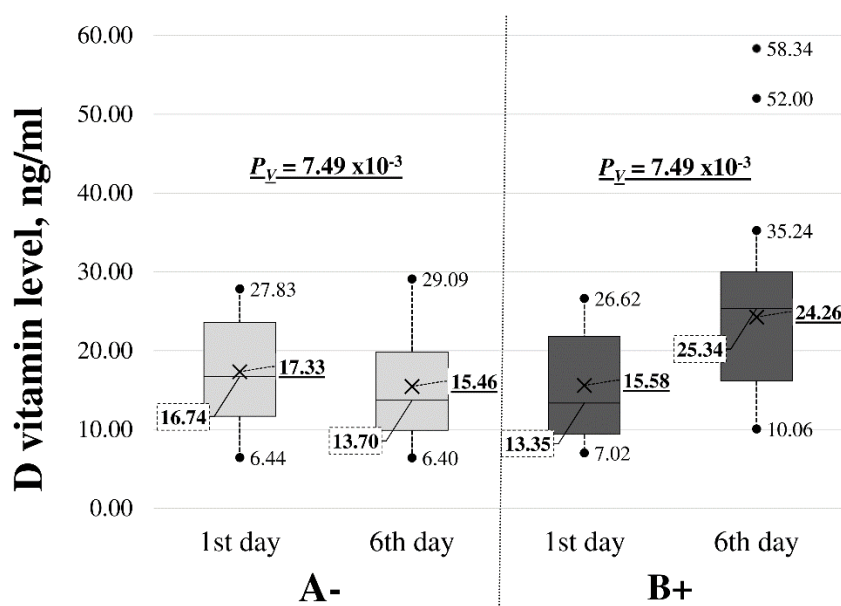 D vitamin level, ng/ml
60.00
50.00
40.00
30.00
20.00
10.00
0.00
P_V = 7.49 x10⁻³
27.83
17.33
16.74
6.44
29.09
15.46
13.70
6.40
P_V = 7.49 x10⁻³
26.62
15.58
13.35
7.02
58.34
52.00
35.24
24.26
25.34
10.06
1st day
6th day
1st day
6th day
A-
B+